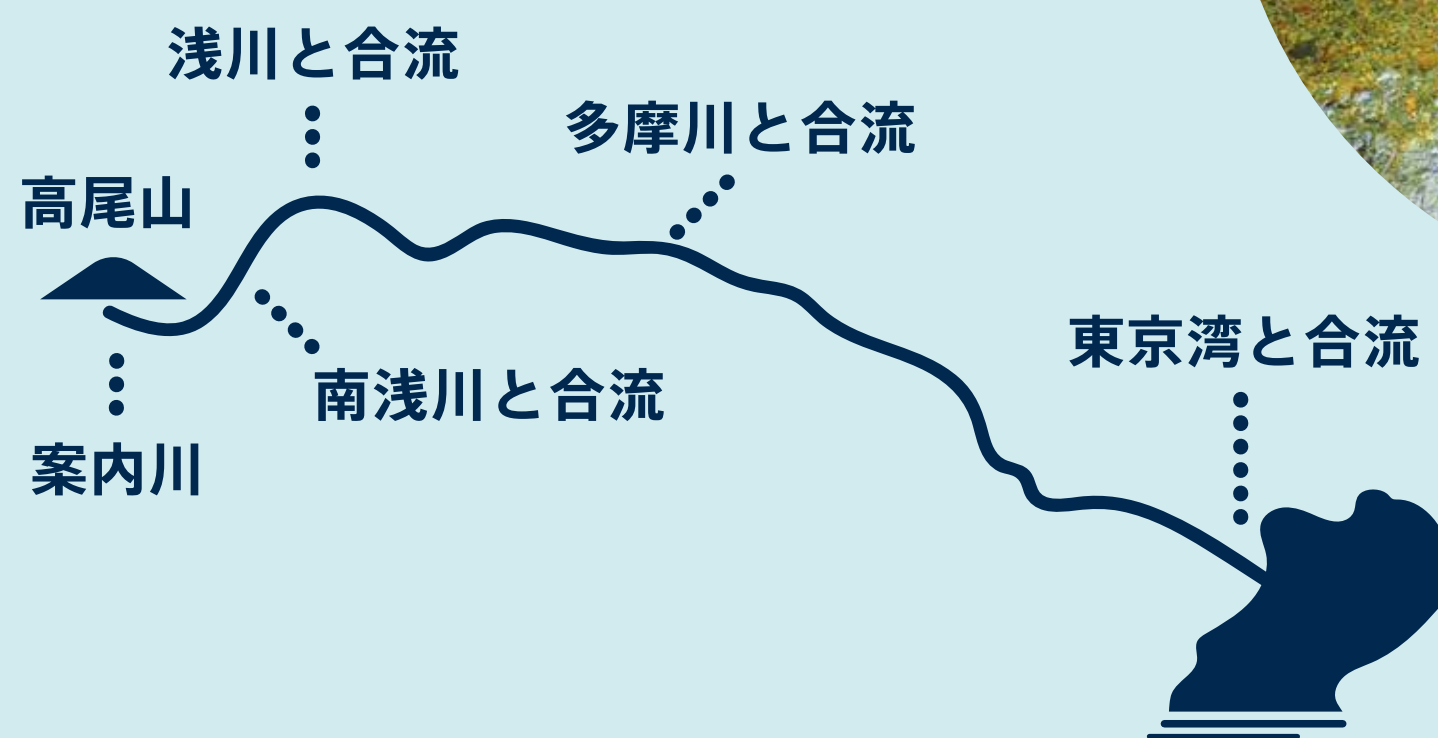 浅川と合流
多摩川と合流
高尾山
東京湾と合流
南浅川と合流
案内川